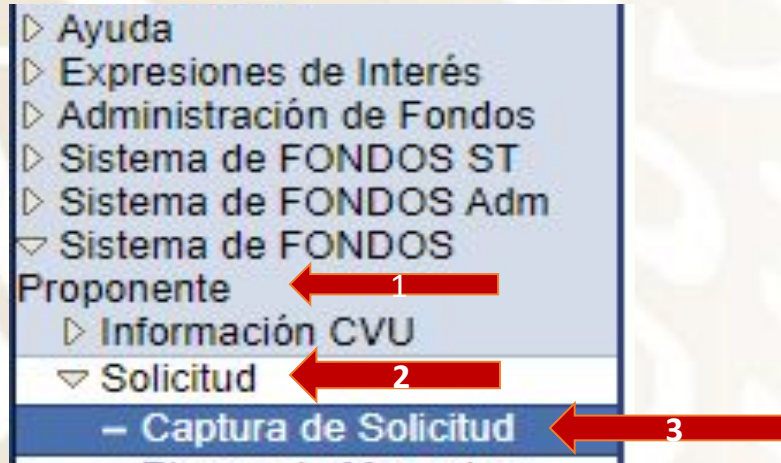 Ayuda
Expresiones de Interés
Administración de Fondos
Sistema de FONDOS ST
Sistema de FONDOS Adm
Sistema de FONDOS
Proponente 1
Información CVU
Solicitud 2
– Captura de Solicitud 3